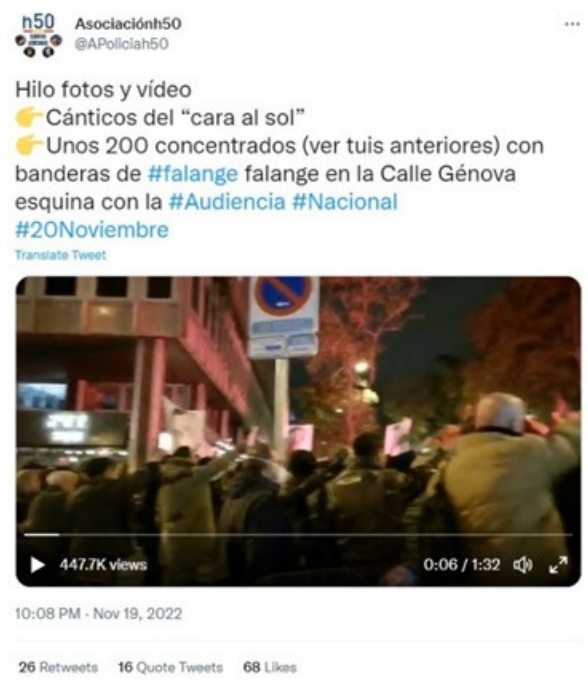 h50
Asociaciónh50
@APoliciah50
Hilo fotos y vídeo
👉Cánticos del “cara al sol”
👉Unos 200 concentrados (ver tuis anteriores) con
banderas de #falange falange en la Calle Génova
esquina con la #Audiencia #Nacional
#20Noviembre
Translate Tweet
447.7K views
0:06 / 1:32
10:08 PM · Nov 19, 2022
26 Retweets 16 Quote Tweets 68 Likes